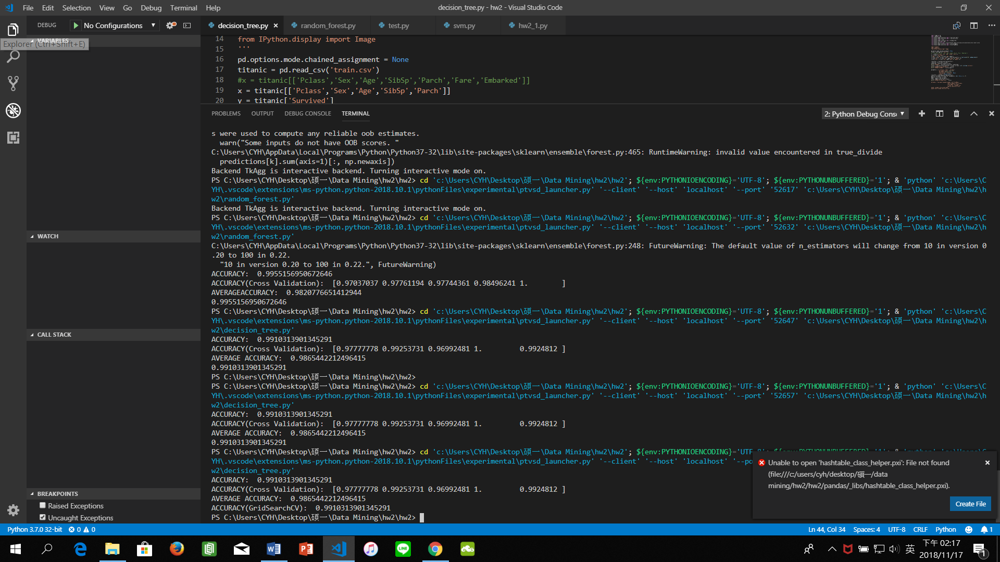 File Edit Selection View Go Debug Terminal Help
decision_tree.py - hw2 - Visual Studio Code
DEBUG No Configurations
decision_tree.py random_forest.py test.py svm.py hw2_1.py
VARIABLES
Explorer (Ctrl+Shift+E)
14 from IPython.display import Image
15 '''
16 pd.options.mode.chained_assignment = None
17 titanic = pd.read_csv('train.csv')
18 #x = titanic[['Pclass','Sex','Age','SibSp','Parch','Fare','Embarked']]
19 x = titanic[['Pclass','Sex','Age','SibSp','Parch']]
20 y = titanic['Survived']
PROBLEMS OUTPUT DEBUG CONSOLE TERMINAL
2: Python Debug Consc
s were used to compute any reliable oob estimates.
warn("Some inputs do not have OOB scores. "
C:\Users\CYH\AppData\Local\Programs\Python\Python37-32\lib\site-packages\sklearn\ensemble\forest.py:465: RuntimeWarning: invalid value encountered in true_divide
predictions[k].sum(axis=1)[:, np.newaxis])
Backend TkAgg is interactive backend. Turning interactive mode on.
PS C:\Users\CYH\Desktop\碩一\Data Mining\hw2\hw2> cd 'c:\Users\CYH\Desktop\碩一\Data Mining\hw2\hw2'; ${env:PYTHONIOENCODING}='UTF-8'; ${env:PYTHONUNBUFFERED}='1'; & 'python' 'c:\Users\C
YH\.vscode\extensions\ms-python.python-2018.10.1\pythonFiles\experimental\ptvsd_launcher.py' '--client' '--host' 'localhost' '--port' '52617' 'c:\Users\CYH\Desktop\碩一\Data Mining\hw2\h
w2\random_forest.py'
Backend TkAgg is interactive backend. Turning interactive mode on.
PS C:\Users\CYH\Desktop\碩一\Data Mining\hw2\hw2> cd 'c:\Users\CYH\Desktop\碩一\Data Mining\hw2\hw2'; ${env:PYTHONIOENCODING}='UTF-8'; ${env:PYTHONUNBUFFERED}='1'; & 'python' 'c:\Users\C
YH\.vscode\extensions\ms-python.python-2018.10.1\pythonFiles\experimental\ptvsd_launcher.py' '--client' '--host' 'localhost' '--port' '52632' 'c:\Users\CYH\Desktop\碩一\Data Mining\hw2\h
w2\random_forest.py'
C:\Users\CYH\AppData\Local\Programs\Python\Python37-32\lib\site-packages\sklearn\ensemble\forest.py:248: FutureWarning: The default value of n_estimators will change from 10 in version 0
.20 to 100 in 0.22.
"10 in version 0.20 to 100 in 0.22.", FutureWarning)
ACCURACY: 0.9955156950672646
ACCURACY(Cross Validation): [0.97037037 0.97761194 0.97744361 0.98496241 1. ]
AVERAGEACCURACY: 0.9820776651412944
0.9955156950672646
PS C:\Users\CYH\Desktop\碩一\Data Mining\hw2\hw2> cd 'c:\Users\CYH\Desktop\碩一\Data Mining\hw2\hw2'; ${env:PYTHONIOENCODING}='UTF-8'; ${env:PYTHONUNBUFFERED}='1'; & 'python' 'c:\Users\C
YH\.vscode\extensions\ms-python.python-2018.10.1\pythonFiles\experimental\ptvsd_launcher.py' '--client' '--host' 'localhost' '--port' '52647' 'c:\Users\CYH\Desktop\碩一\Data Mining\hw2\h
w2\decision_tree.py'
ACCURACY: 0.9910313901345291
ACCURACY(Cross Validation): [0.97777778 0.99253731 0.96992481 1. 0.9924812 ]
AVERAGE ACCURACY: 0.9865442212496415
0.9910313901345291
PS C:\Users\CYH\Desktop\碩一\Data Mining\hw2\hw2>
PS C:\Users\CYH\Desktop\碩一\Data Mining\hw2\hw2> cd 'c:\Users\CYH\Desktop\碩一\Data Mining\hw2\hw2'; ${env:PYTHONIOENCODING}='UTF-8'; ${env:PYTHONUNBUFFERED}='1'; & 'python' 'c:\Users\C
YH\.vscode\extensions\ms-python.python-2018.10.1\pythonFiles\experimental\ptvsd_launcher.py' '--client' '--host' 'localhost' '--port' '52657' 'c:\Users\CYH\Desktop\碩一\Data Mining\hw2\h
w2\decision_tree.py'
ACCURACY: 0.9910313901345291
ACCURACY(Cross Validation): [0.97777778 0.99253731 0.96992481 1. 0.9924812 ]
AVERAGE ACCURACY: 0.9865442212496415
0.9910313901345291
PS C:\Users\CYH\Desktop\碩一\Data Mining\hw2\hw2> cd 'c:\Users\CYH\Desktop\碩一\Data Mining\hw2\hw2'; ${env:PYTHONIOENCODING}='UTF
YH\.vscode\extensions\ms-python.python-2018.10.1\pythonFiles\experimental\ptvsd_launcher.py' '--client' '--host' 'localhost' '--po
w2\decision_tree.py'
ACCURACY: 0.9910313901345291
ACCURACY(Cross Validation): [0.97777778 0.99253731 0.96992481 1. 0.9924812 ]
AVERAGE ACCURACY: 0.9865442212496415
ACCURACY(GridSearchCV): 0.9910313901345291
PS C:\Users\CYH\Desktop\碩一\Data Mining\hw2\hw2>
WATCH
CALL STACK
BREAKPOINTS
Raised Exceptions
Uncaught Exceptions
Unable to open 'hashtable_class_helper.pxi': File not found
(file:///c:/users/cyh/desktop/碩一/data
mining/hw2/hw2/pandas/_libs/hashtable_class_helper.pxi).
Create File
Python 3.7.0 32-bit 0 0 Ln 44, Col 34 Spaces: 4 UTF-8 CRLF Python 1
LINE
英
下午 02:17
2018/11/17
1